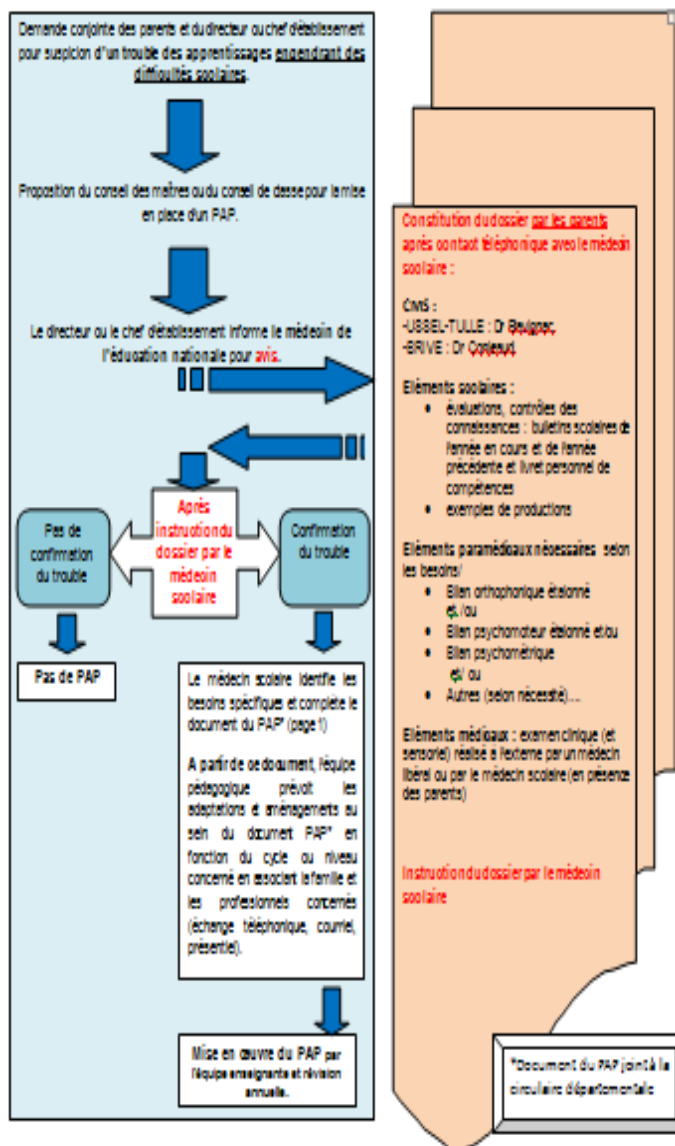 Demande conjointe des parents et du directeur ou chef d'établissement
pour suspicion d'un trouble des apprentissages engendrant des
difficultés scolaires.
Proposition du conseil des maîtres ou du conseil de classe pour la mise
en place d'un PAP.
Le directeur ou le chef d'établissement informe le médecin de
l'éducation nationale pour avis.
Après
instruction du
dossier par le
médecin
scolaire
Pas de
confirmation
du trouble
Confirmation
du trouble
Pas de PAP
Le médecin scolaire identifie les
besoins spécifiques et complète le
document du PAP* (page 1)
A partir de ce document, l'équipe
pédagogique prévoit les
adaptations et aménagements au
sein du document PAP* en
fonction du cycle ou niveau
concerné en associant la famille et
les professionnels concernés
(échange téléphonique, courriel,
présentiel).
Mise en œuvre du PAP par
l'équipe enseignante et révision
annuelle.
Constitution du dossier par les parents
après contact téléphonique avec le médecin
scolaire :
CMS :
-USSEL-TULLE : Dr
-BRIVE : Dr
Eléments scolaires :
• évaluations, contrôles des
connaissances : bulletins scolaires de
l'année en cours et de l'année
précédente et livret personnel de
compétences
• exemples de productions
Eléments paramédicaux nécessaires selon
les besoins/
• Bilan orthophonique étalonné
et /ou
• Bilan psychomoteur étalonné et/ou
• Bilan psychométrique
et/ ou
• Autres (selon nécessité)....
Eléments médicaux : examen clinique (et
sensoriel) réalisé à l'externe par un médecin
libéral ou par le médecin scolaire (en présence
des parents)
Instruction du dossier par le médecin
scolaire
*Document du PAP joint à la
circulaire départementale